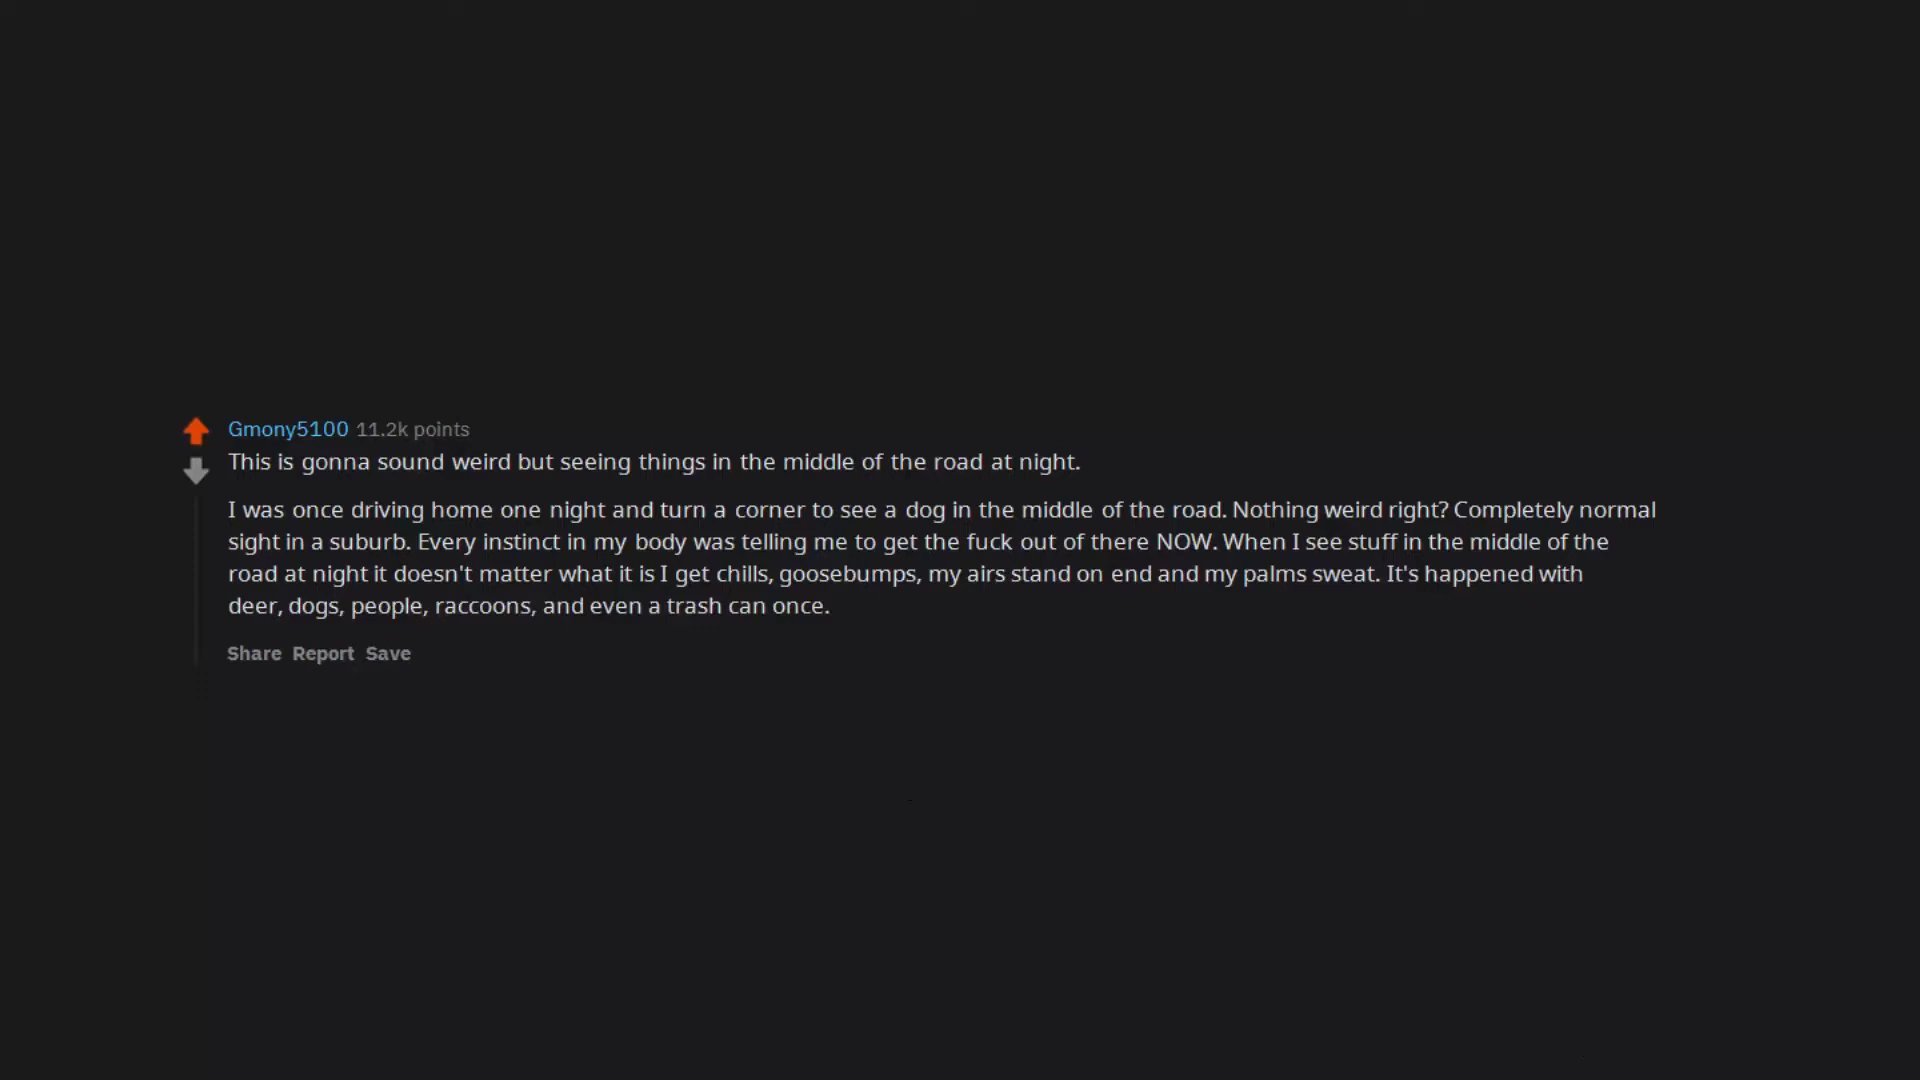 Gmony5100 11.2k points
This is gonna sound weird but seeing things in the middle of the road at night.
I was once driving home one night and turn a corner to see a dog in the middle of the road. Nothing weird right? Completely normal
sight in a suburb. Every instinct in my body was telling me to get the fuck out of there NOW. When I see stuff in the middle of the
road at night it doesn't matter what it is I get chills, goosebumps, my airs stand on end and my palms sweat. It's happened with
deer, dogs, people, raccoons, and even a trash can once.
Share Report Save